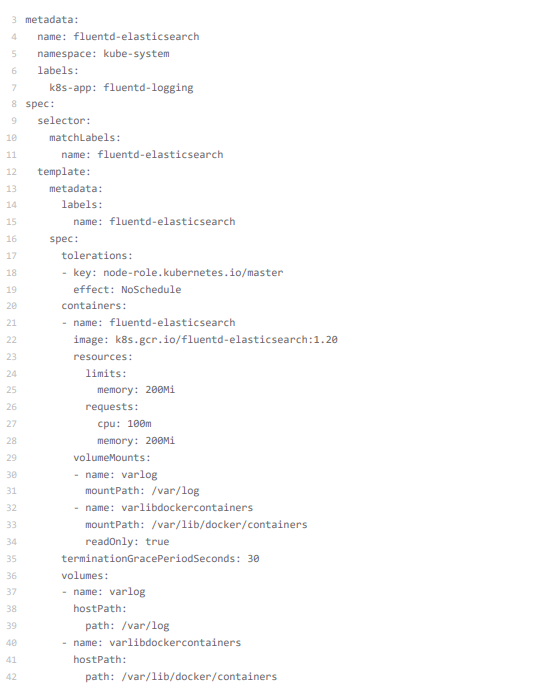 3 metadata:
4   name: fluentd-elasticsearch
5   namespace: kube-system
6   labels:
7     k8s-app: fluentd-logging
8 spec:
9   selector:
10     matchLabels:
11       name: fluentd-elasticsearch
12   template:
13     metadata:
14       labels:
15         name: fluentd-elasticsearch
16     spec:
17       tolerations:
18       - key: node-role.kubernetes.io/master
19         effect: NoSchedule
20       containers:
21       - name: fluentd-elasticsearch
22         image: k8s.gcr.io/fluentd-elasticsearch:1.20
23         resources:
24           limits:
25             memory: 200Mi
26           requests:
27             cpu: 100m
28             memory: 200Mi
29         volumeMounts:
30         - name: varlog
31           mountPath: /var/log
32         - name: varlibdockercontainers
33           mountPath: /var/lib/docker/containers
34           readOnly: true
35       terminationGracePeriodSeconds: 30
36       volumes:
37       - name: varlog
38         hostPath:
39           path: /var/log
40       - name: varlibdockercontainers
41         hostPath:
42           path: /var/lib/docker/containers